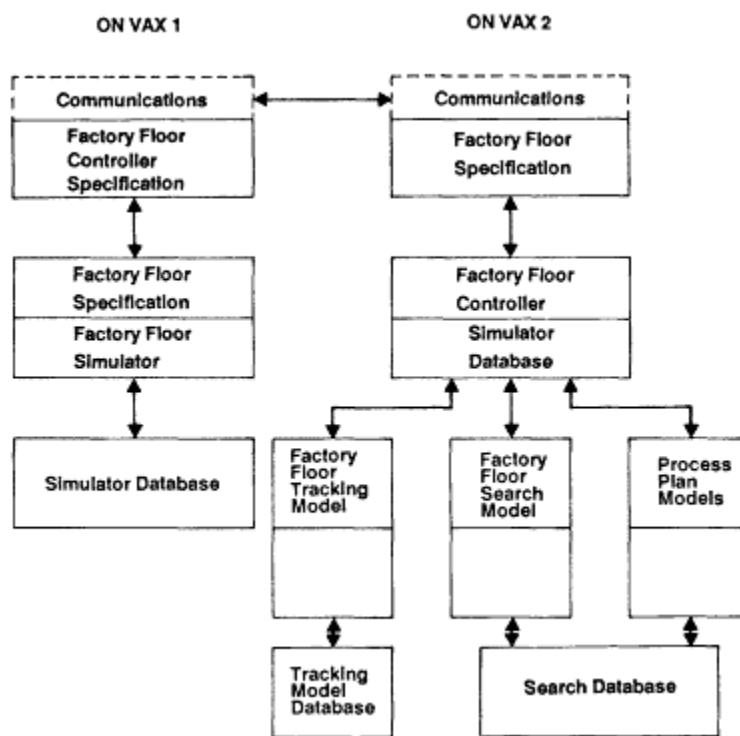 ON VAX 1
ON VAX 2
Communications
Factory Floor
Controller
Specification
Communications
Factory Floor
Specification
Factory Floor
Specification
Factory Floor
Simulator
Factory Floor
Controller
Simulator
Database
Simulator Database
Factory
Floor
Tracking
Model
Factory
Floor
Search
Model
Process
Plan
Models
Tracking
Model
Database
Search Database